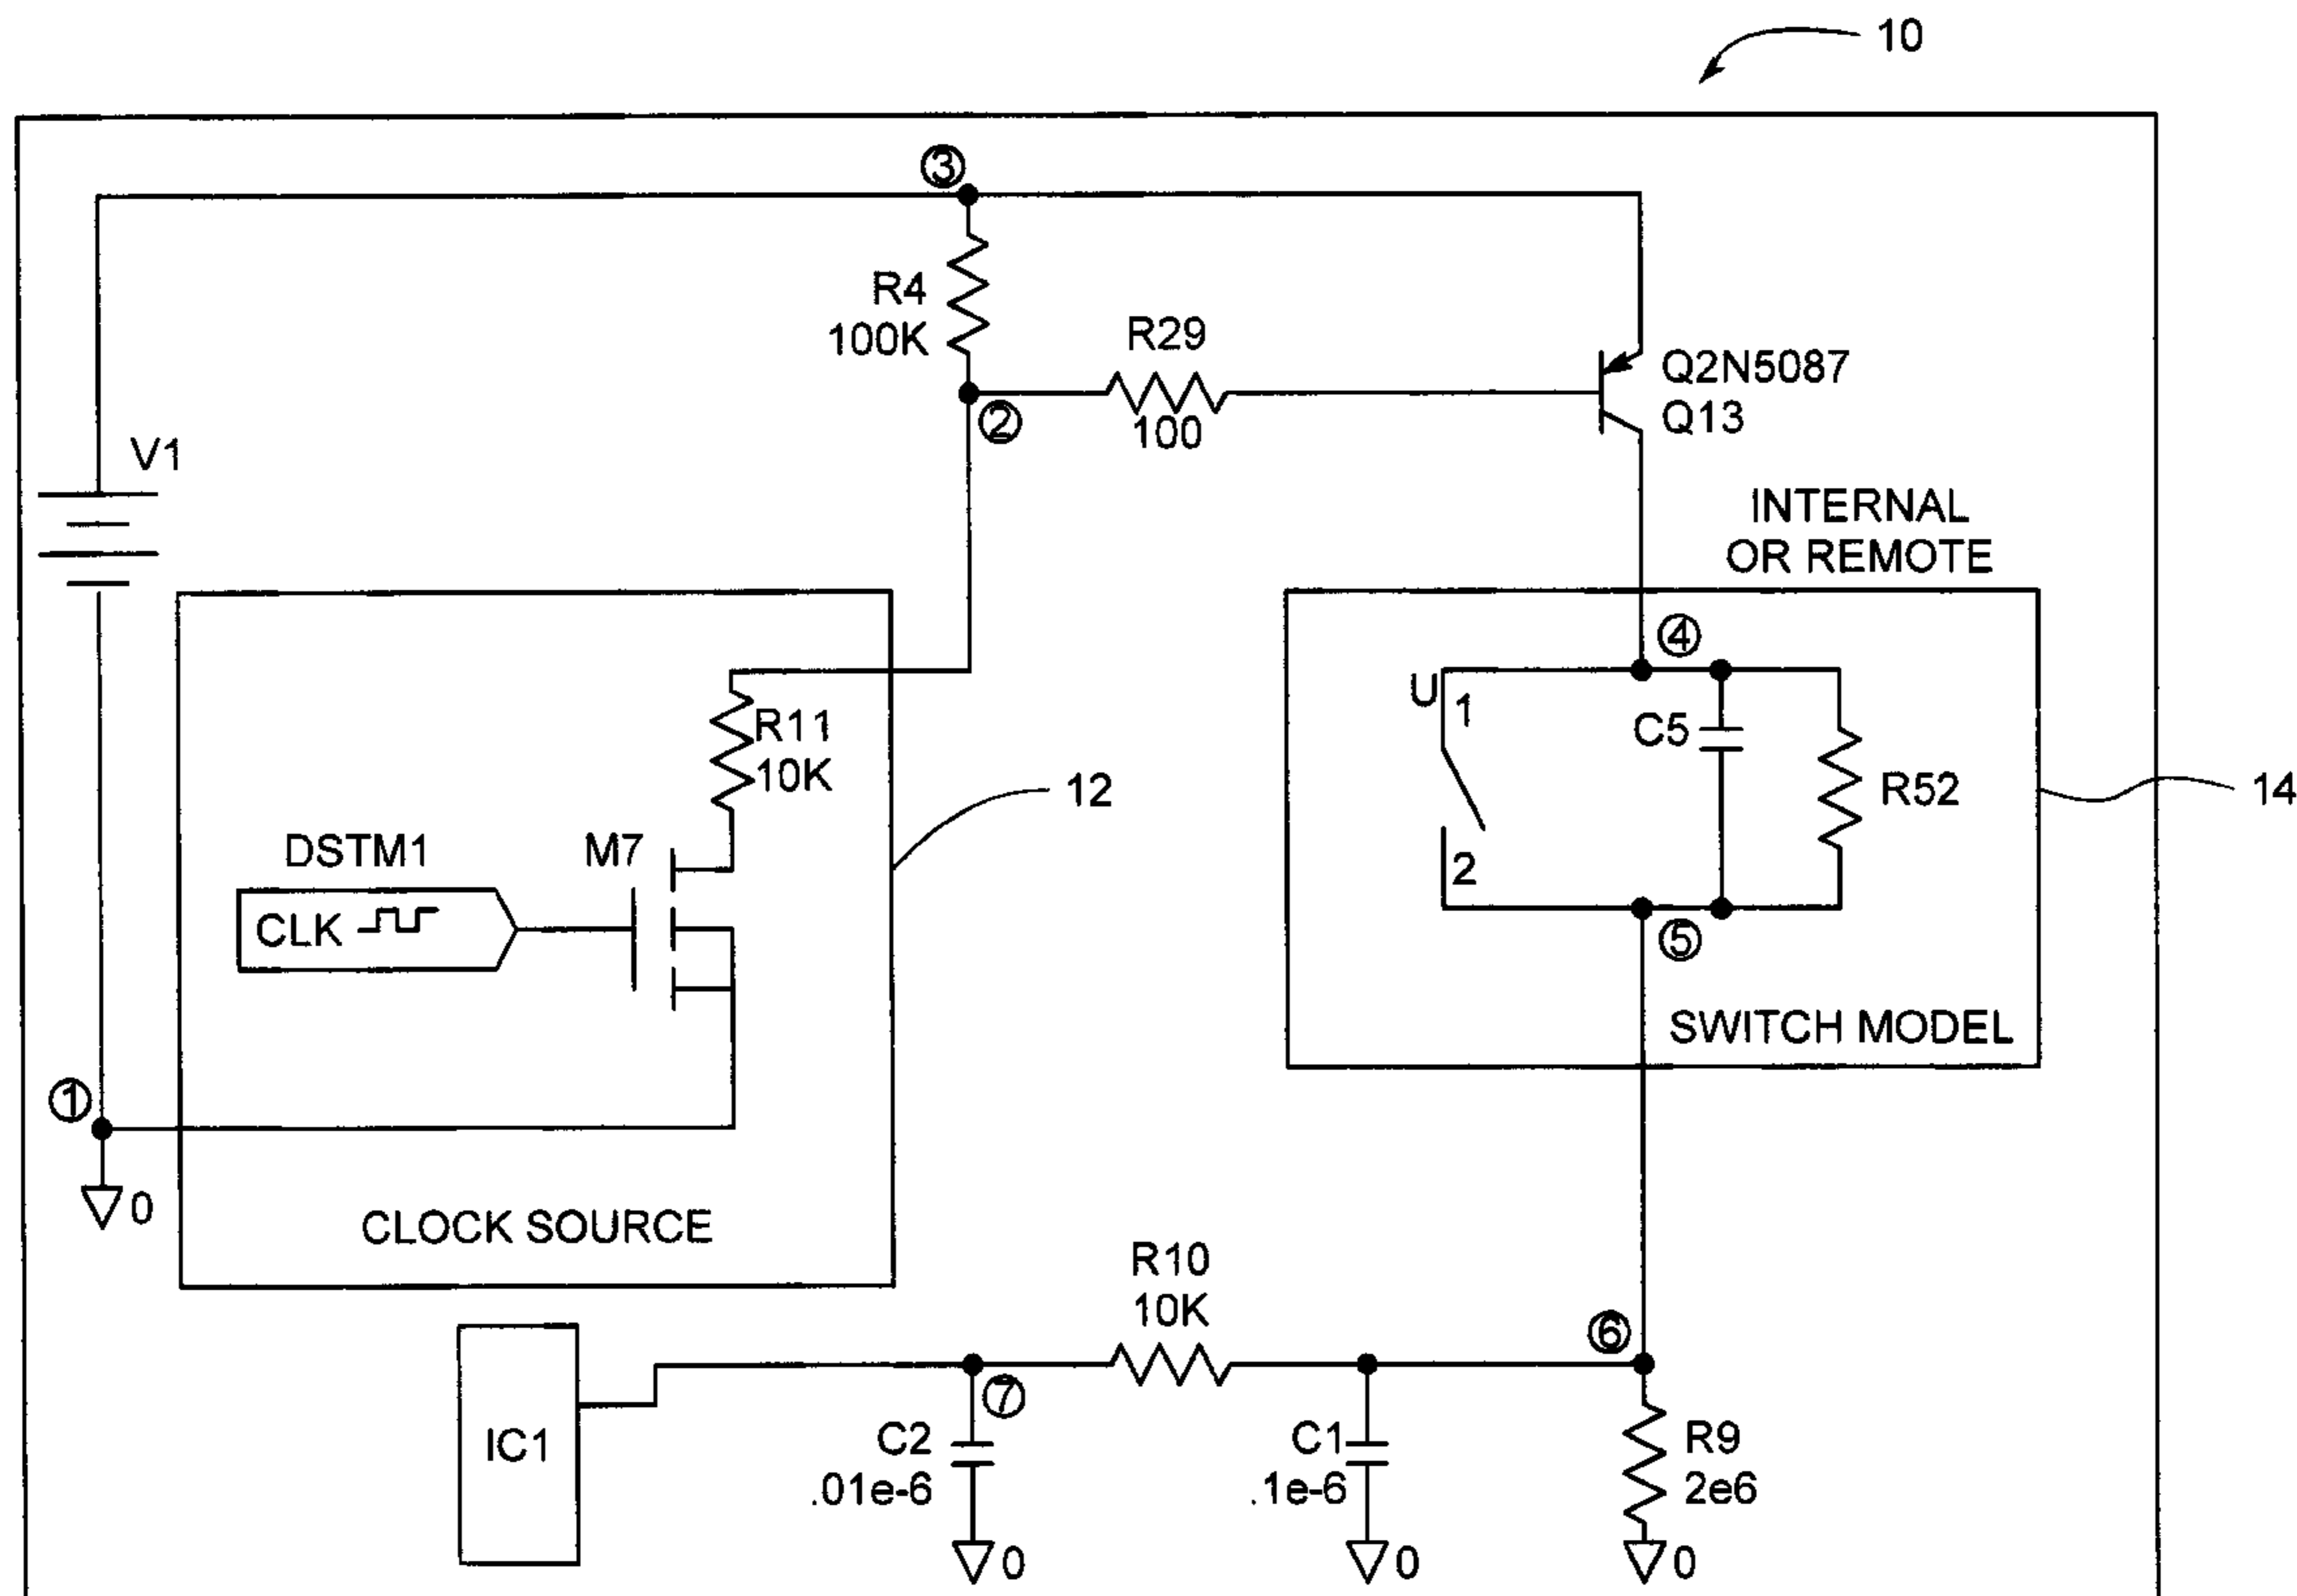 10
③
R4
100K
R29
100
②
Q2N5087
Q13
V1
INTERNAL
OR REMOTE
④
U
1
C5
R52
14
2
⑤
SWITCH MODEL
R11
10K
12
DSTM1
CLK
M7
①
0
CLOCK SOURCE
R10
10K
⑥
⑦
IC1
C2
.01e-6
0
C1
.1e-6
0
R9
2e6
0